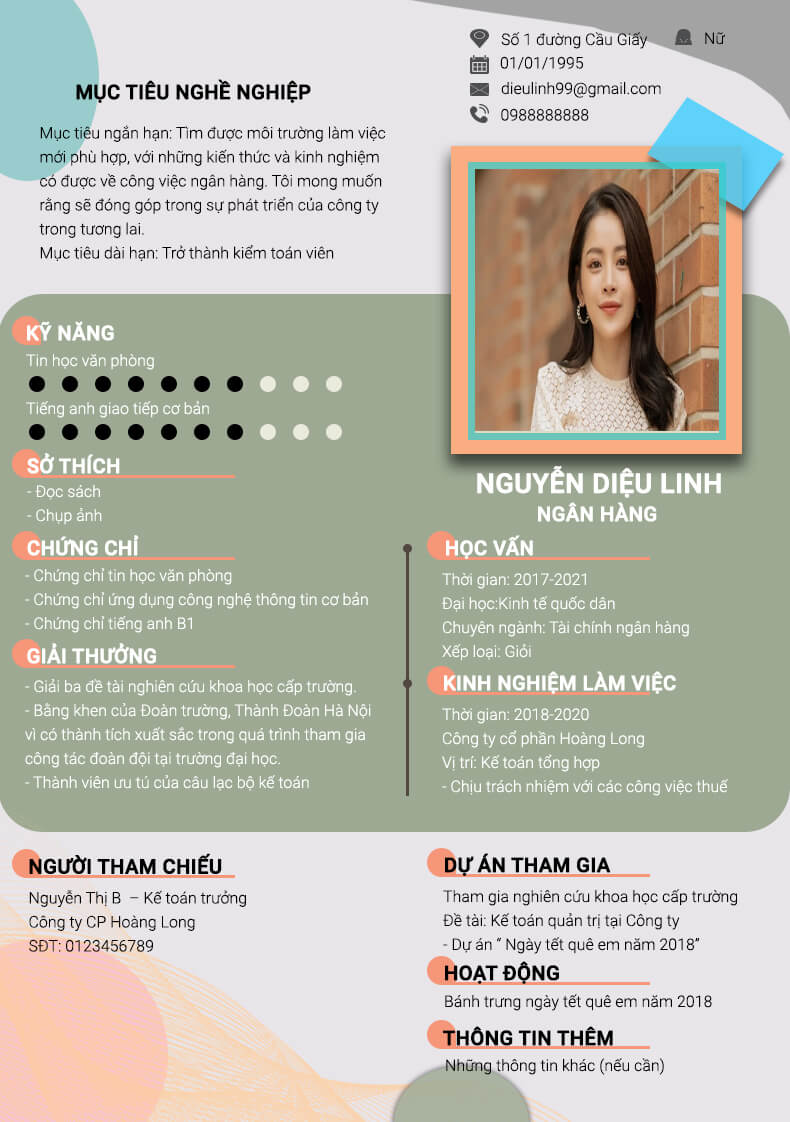 Số 1 đường Cầu Giấy
Nữ
01/01/1995
dieulinh99@gmail.com
0988888888
MỤC TIÊU NGHỀ NGHIỆP
Mục tiêu ngắn hạn: Tìm được môi trường làm việc
mới phù hợp, với những kiến thức và kinh nghiệm
có được về công việc ngân hàng. Tôi mong muốn
rằng sẽ đóng góp trong sự phát triển của công ty
trong tương lai.
Mục tiêu dài hạn: Trở thành kiểm toán viên
KỸ NĂNG
Tin học văn phòng
Tiếng anh giao tiếp cơ bản
SỞ THÍCH
- Đọc sách
- Chụp ảnh
CHỨNG CHỈ
- Chứng chỉ tin học văn phòng
- Chứng chỉ ứng dụng công nghệ thông tin cơ bản
- Chứng chỉ tiếng anh B1
GIẢI THƯỞNG
- Giải ba đề tài nghiên cứu khoa học cấp trường.
- Bằng khen của Đoàn trường, Thành Đoàn Hà Nội
vì có thành tích xuất sắc trong quá trình tham gia
công tác đoàn đội tại trường đại học.
- Thành viên ưu tú của câu lạc bộ kế toán
NGUYỄN DIỆU LINH
NGÂN HÀNG
HỌC VẤN
Thời gian: 2017-2021
Đại học:Kinh tế quốc dân
Chuyên ngành: Tài chính ngân hàng
Xếp loại: Giỏi
KINH NGHIỆM LÀM VIỆC
Thời gian: 2018-2020
Công ty cổ phần Hoàng Long
Vị trí: Kế toán tổng hợp
- Chịu trách nhiệm với các công việc thuế
NGƯỜI THAM CHIẾU
Nguyễn Thị B – Kế toán trưởng
Công ty CP Hoàng Long
SĐT: 0123456789
DỰ ÁN THAM GIA
Tham gia nghiên cứu khoa học cấp trường
Đề tài: Kế toán quản trị tại Công ty
- Dự án “ Ngày tết quê em năm 2018”
HOẠT ĐỘNG
Bánh trưng ngày tết quê em năm 2018
THÔNG TIN THÊM
Những thông tin khác (nếu cần)